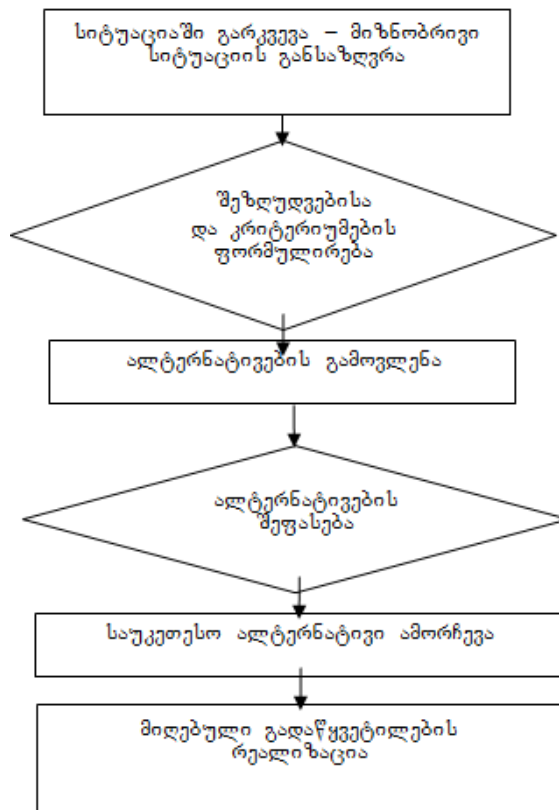 სიტუაციაში გარკვევა – მიზნობრივი
სიტუაციის განსაზღვრა
შეზღუდვებისა
და კრიტერიუმების
ფორმულირება
ალტერნატივების გამოვლენა
ალტერნატივების
შეფასება
საუკეთესო ალტერნატივი ამორჩევა
მიღებული გადაწყვეტილების
რეალიზაცია